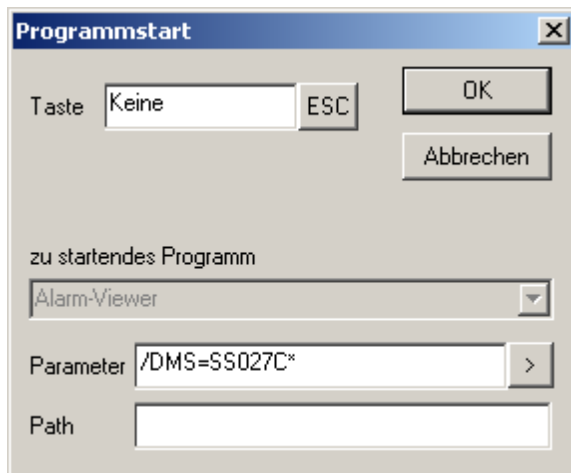 Programmstart
Taste Keine ESC OK
Abbrechen
zu startendes Programm
Alarm-Viewer
Parameter /DMS=SS027C* >
Path